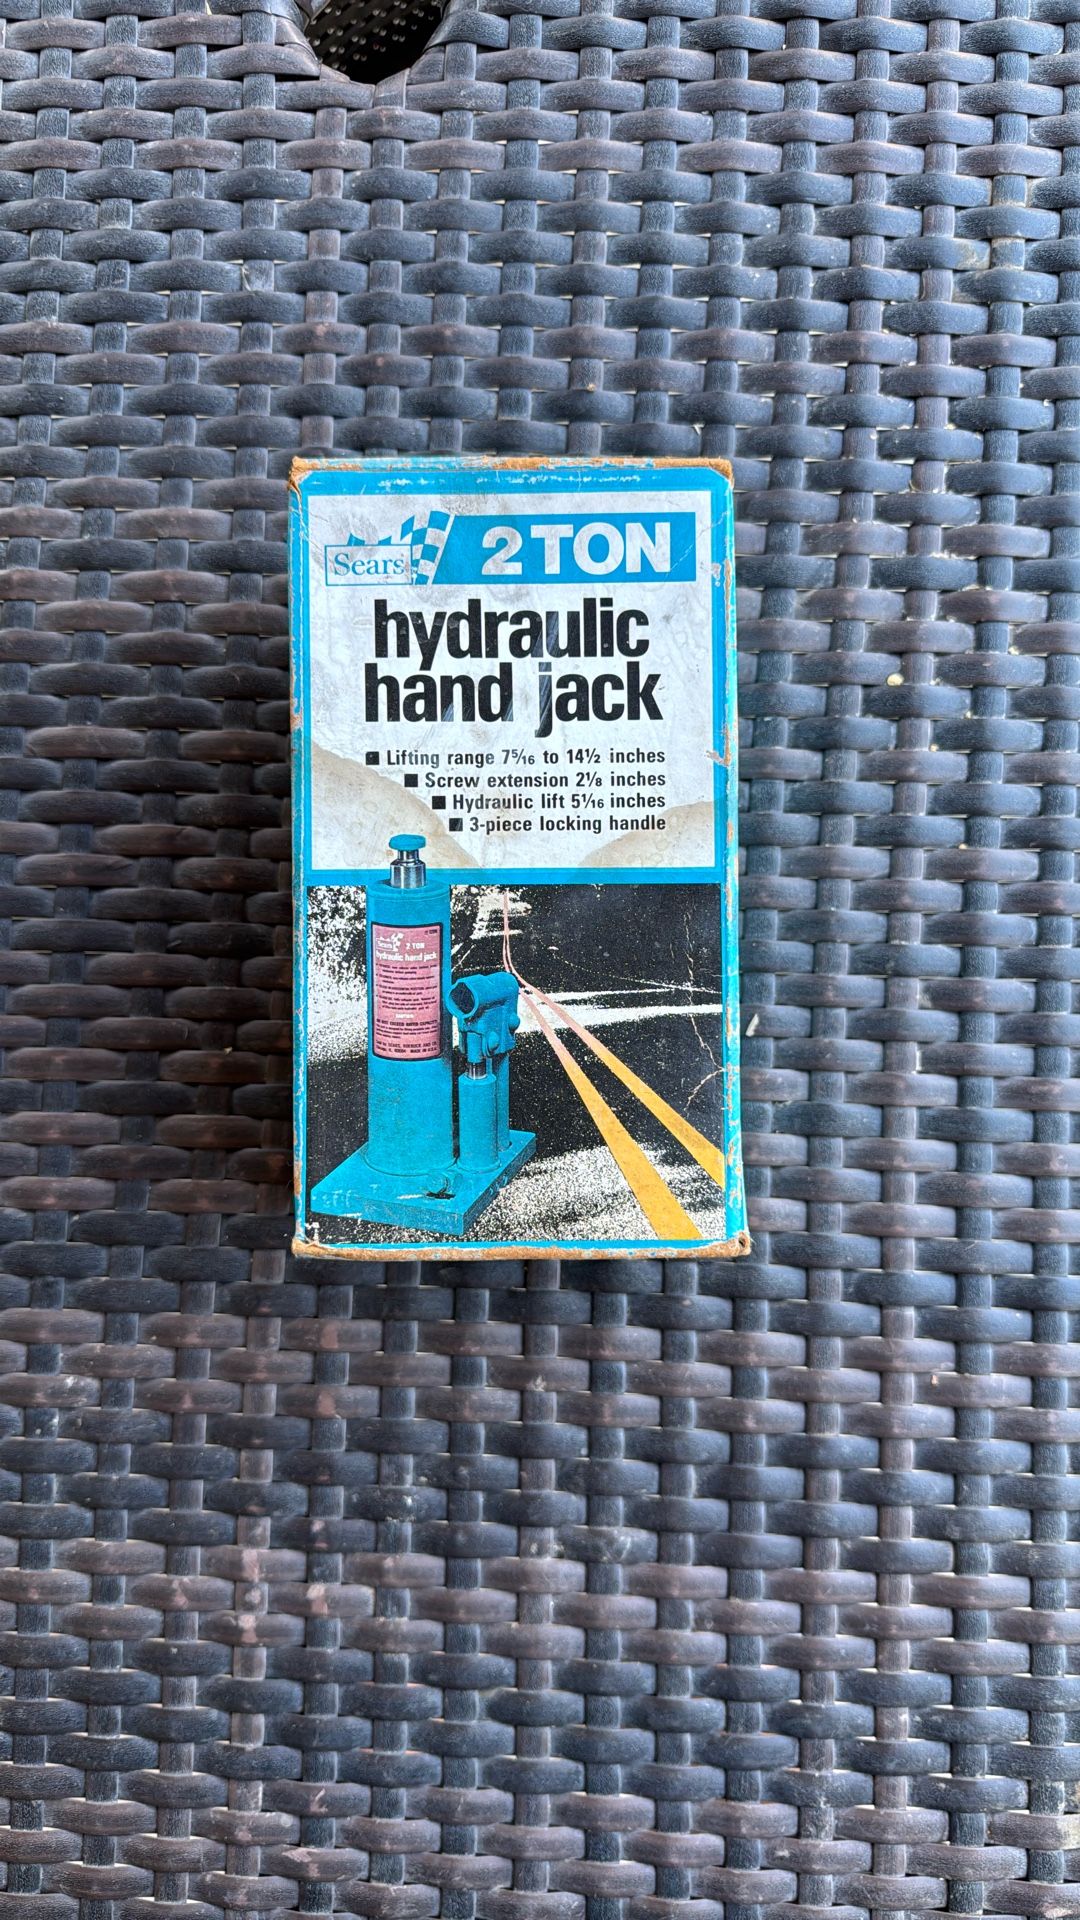 Sears 2 TON
hydraulic
hand jack
■ Lifting range 7⁵⁄₁₆ to 14½ inches
■ Screw extension 2⅛ inches
■ Hydraulic lift 5¹⁄₁₆ inches
■ 3-piece locking handle
Sears 2 TON
hydraulic hand jack
CAUTION